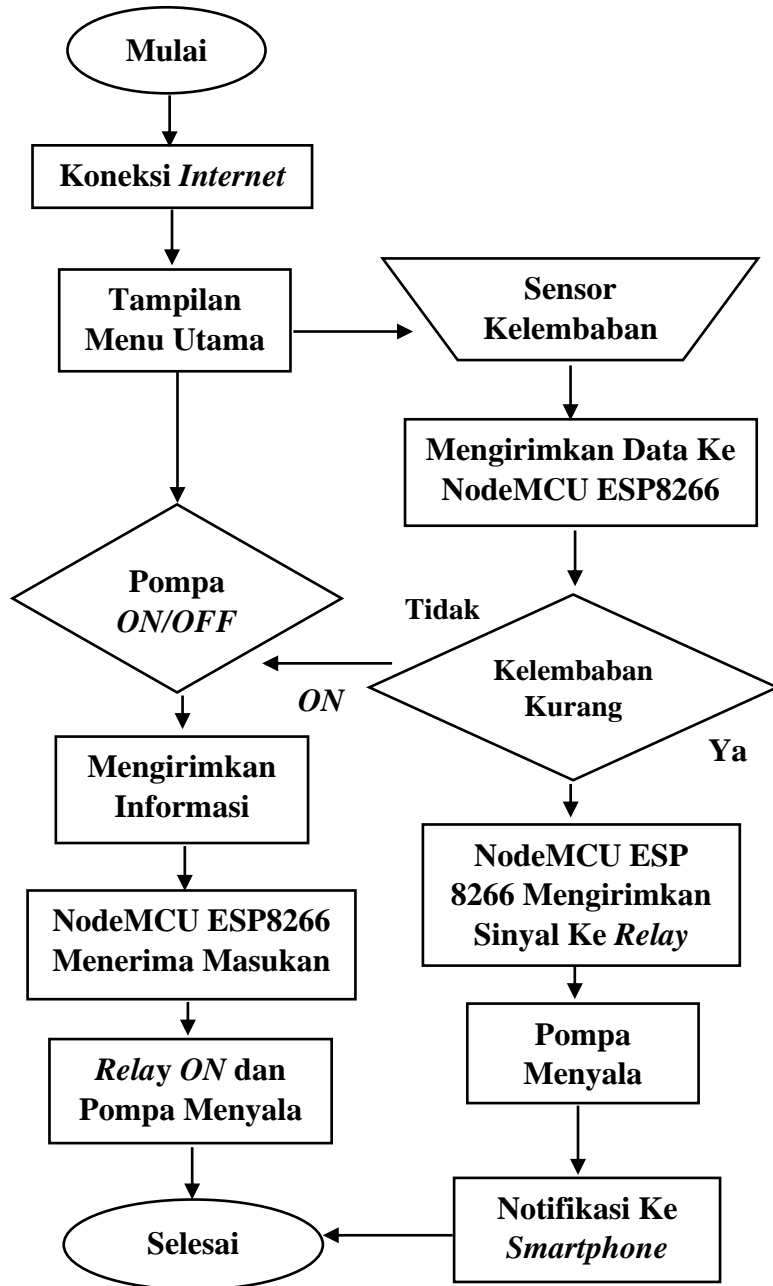 Mulai
Koneksi Internet
Tampilan
Menu Utama
Sensor
Kelembaban
Mengirimkan Data Ke
NodeMCU ESP8266
Pompa
ON/OFF
Tidak
Kelembaban
Kurang
ON
Ya
Mengirimkan
Informasi
NodeMCU ESP
8266 Mengirimkan
Sinyal Ke Relay
NodeMCU ESP8266
Menerima Masukan
Pompa
Menyala
Relay ON dan
Pompa Menyala
Notifikasi Ke
Smartphone
Selesai